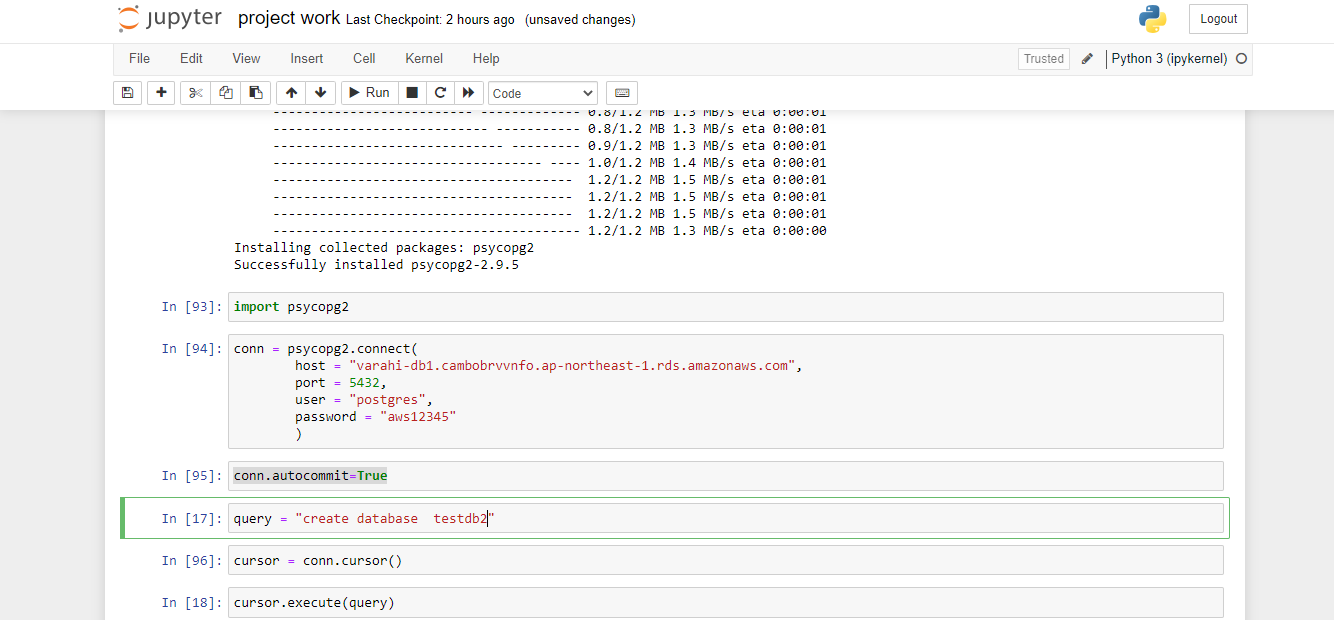 jupyter project work Last Checkpoint: 2 hours ago (unsaved changes) Logout
File Edit View Insert Cell Kernel Help Trusted Python 3 (ipykernel)
Run Code
------------------------- ----------- 0.8/1.2 MB 1.3 MB/s eta 0:00:01
---------------------------- ----------- 0.8/1.2 MB 1.3 MB/s eta 0:00:01
------------------------------ --------- 0.9/1.2 MB 1.3 MB/s eta 0:00:01
----------------------------------- ---- 1.0/1.2 MB 1.4 MB/s eta 0:00:01
---------------------------------------  1.2/1.2 MB 1.5 MB/s eta 0:00:01
---------------------------------------  1.2/1.2 MB 1.5 MB/s eta 0:00:01
---------------------------------------  1.2/1.2 MB 1.5 MB/s eta 0:00:01
---------------------------------------- 1.2/1.2 MB 1.3 MB/s eta 0:00:00
Installing collected packages: psycopg2
Successfully installed psycopg2-2.9.5
In [93]: import psycopg2
In [94]: conn = psycopg2.connect(
host = "varahi-db1.cambobrvvnfo.ap-northeast-1.rds.amazonaws.com",
port = 5432,
user = "postgres",
password = "aws12345"
)
In [95]: conn.autocommit=True
In [17]: query = "create database  testdb2"
In [96]: cursor = conn.cursor()
In [18]: cursor.execute(query)